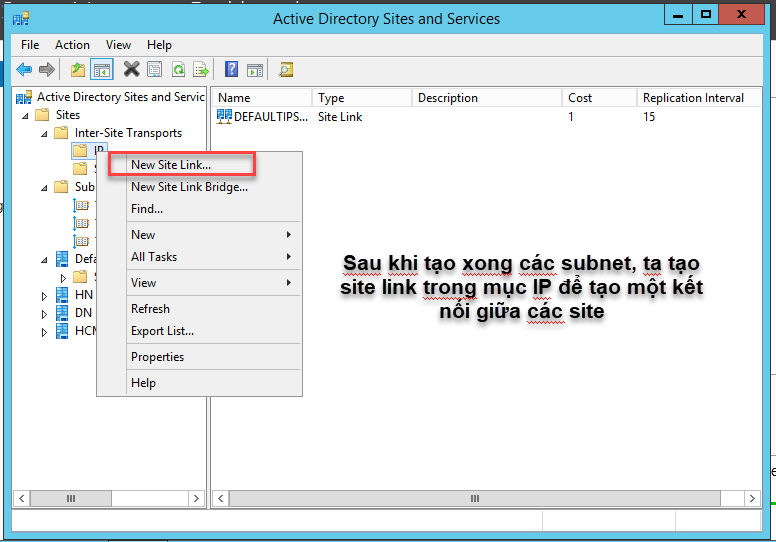 Active Directory Sites and Services
File Action View Help
Active Directory Sites and Servic
Name Type Description Cost Replication Interval
DEFAULTIPS... Site Link 1 15
Sites
Inter-Site Transports
IP
Sub
Defa
HN
DN
HCM
New Site Link...
New Site Link Bridge...
Find...
New
All Tasks
View
Refresh
Export List...
Properties
Help
Sau khi tạo xong các subnet, ta tạo
site link trong mục IP để tạo một kết
nối giữa các site